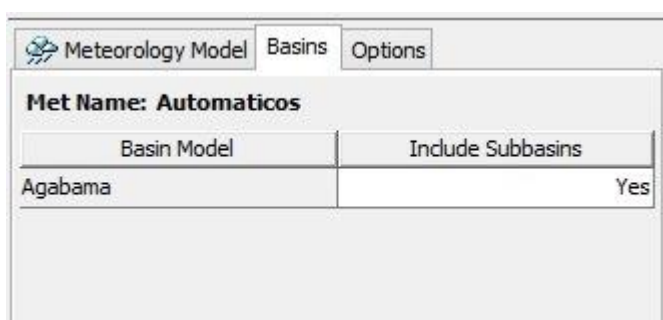 Meteorology Model Basins Options
Met Name: Automaticos
Basin Model Include Subbasins
Agabama Yes